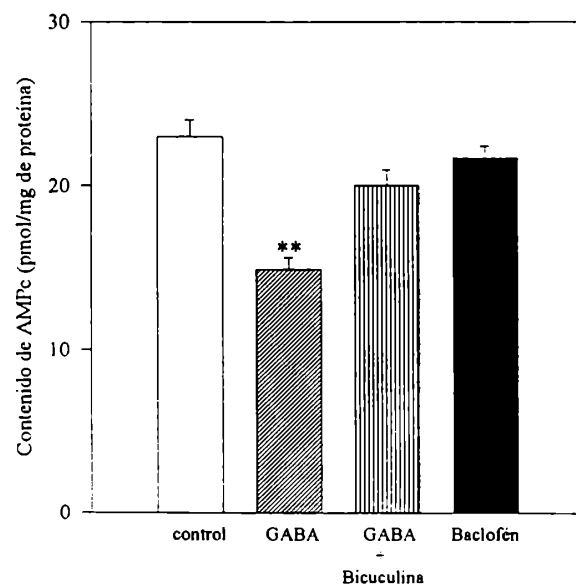 Contenido de AMPc (pmol/mg de proteína)
30
20
10
0
**
control GABA GABA Baclofén
+
Bicuculina